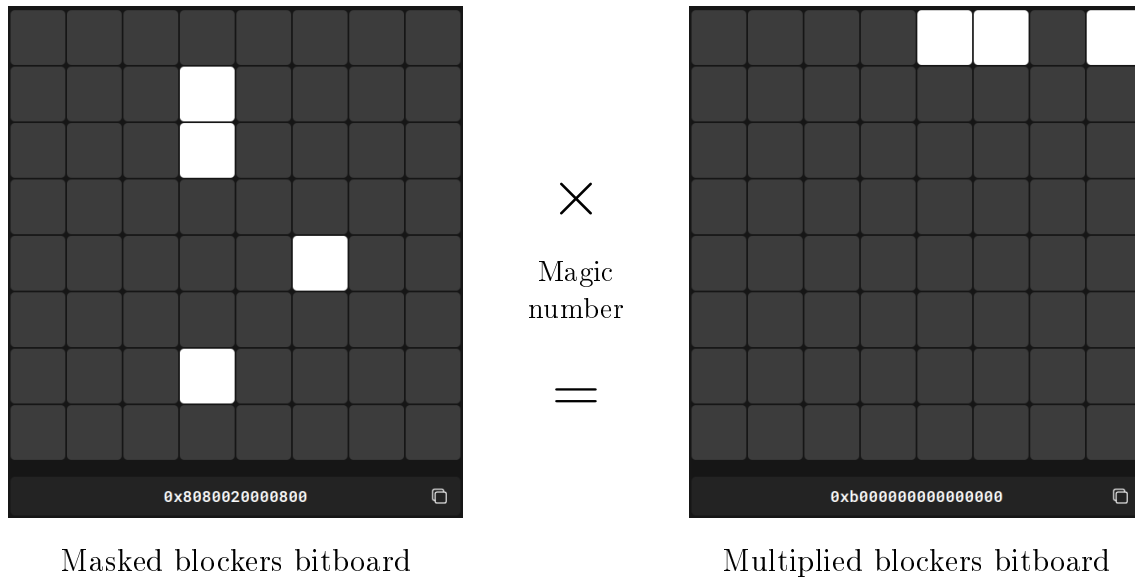 ×
Magic
number
=
0x8080020000800
0xb000000000000000
Masked blockers bitboard
Multiplied blockers bitboard